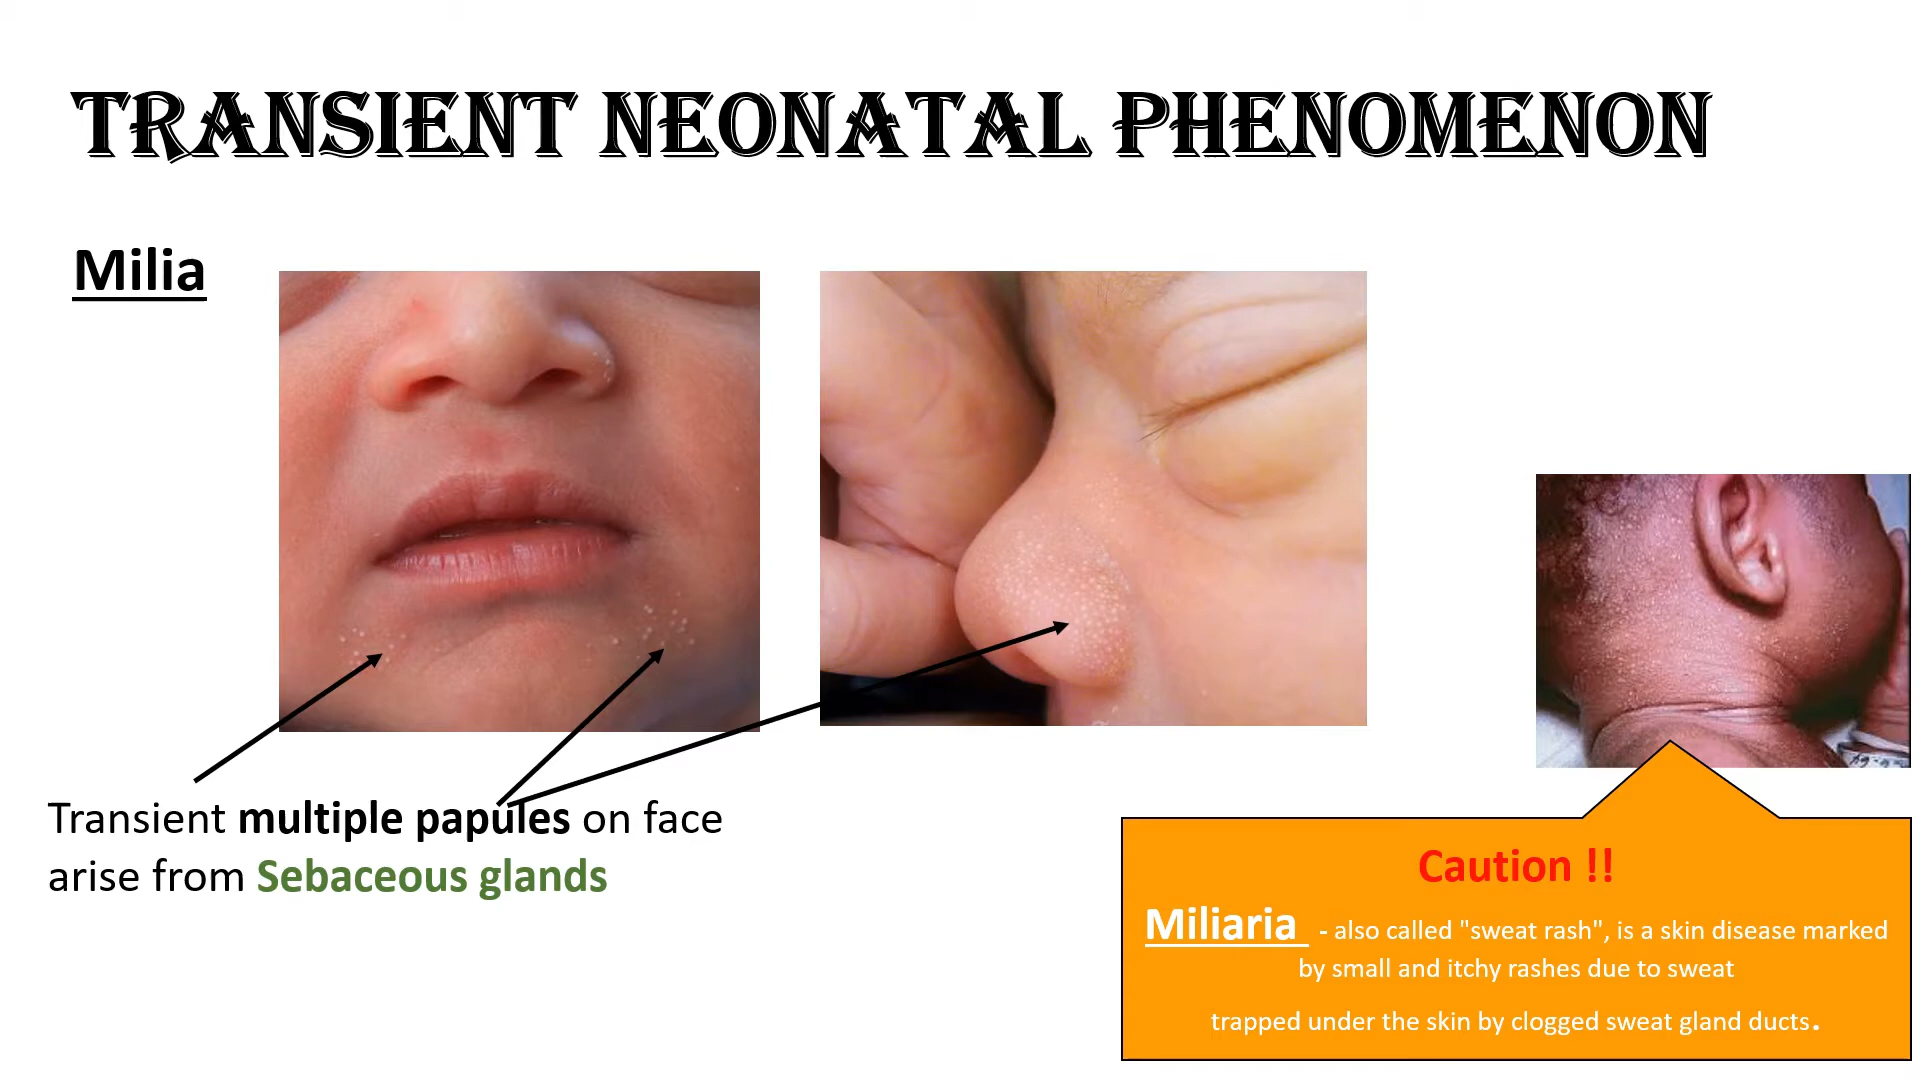 TRANSIENT NEONATAL PHENOMENON
Milia
Transient multiple papules on face
arise from Sebaceous glands
Caution !!
Miliaria - also called "sweat rash", is a skin disease marked
by small and itchy rashes due to sweat
trapped under the skin by clogged sweat gland ducts.